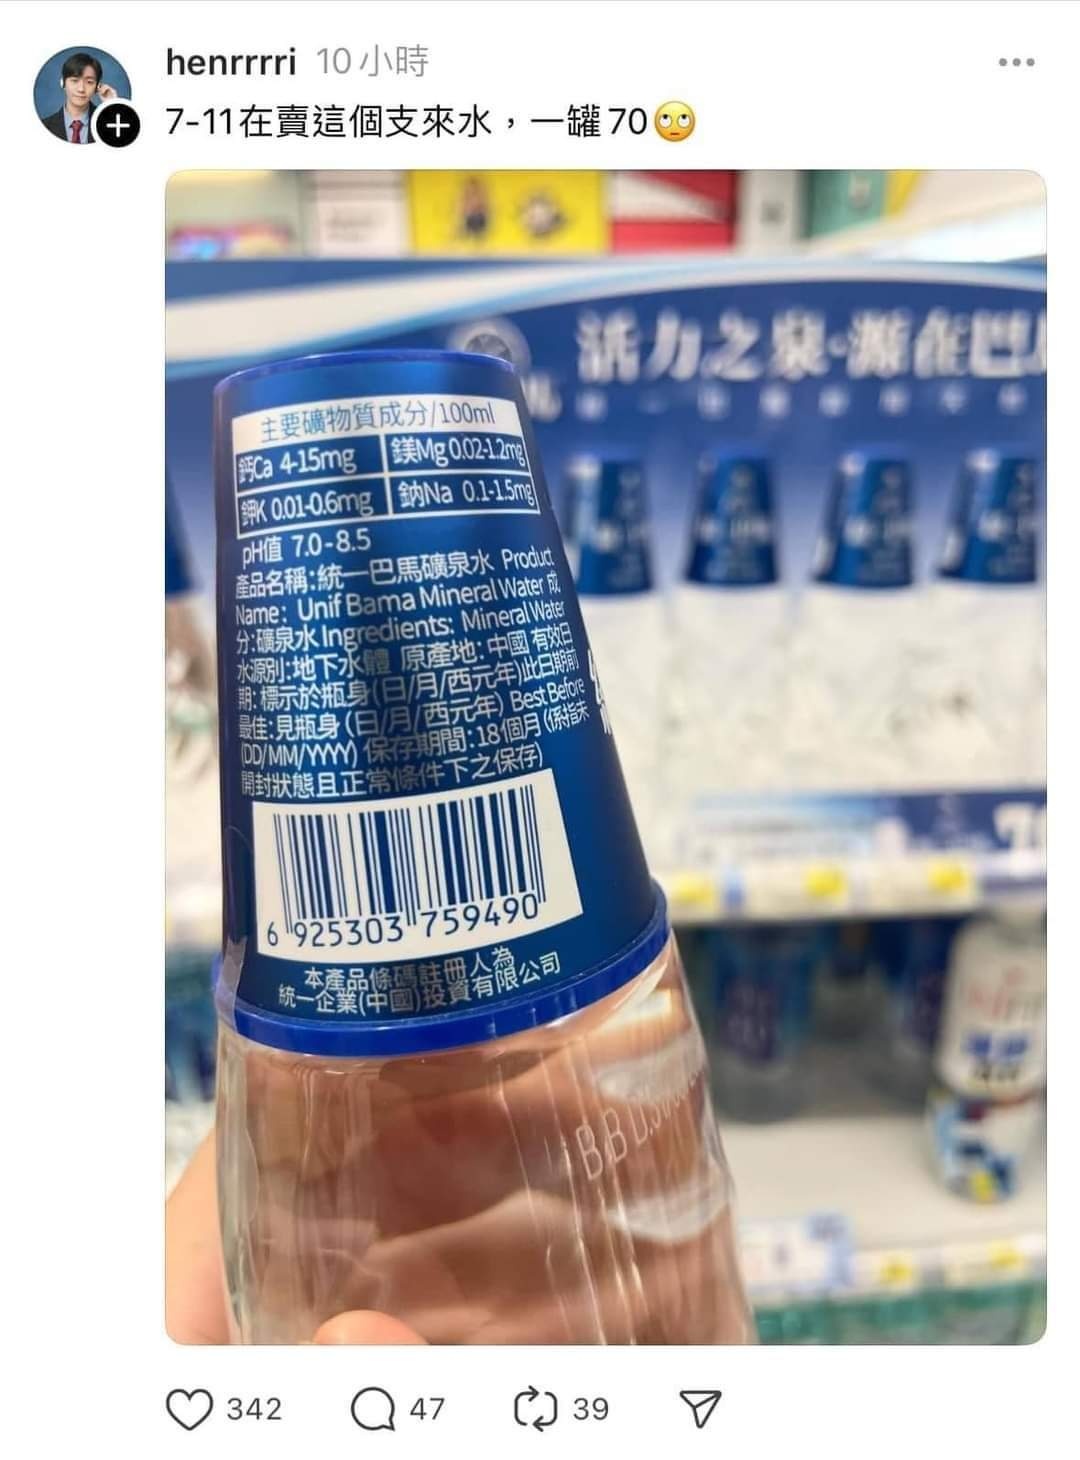 henrrrri 10 小時
7-11在賣這個支來水，一罐70🙄
活力之泉·源在巴
主要礦物質成分/100ml
鈣Ca 4-15mg 鎂Mg 0.02-1.2mg
鉀K 0.01-0.6mg 鈉Na 0.1-1.5mg
pH值 7.0-8.5
產品名稱:統一巴馬礦泉水 Product
Name: Unif Bama Mineral Water 成
分:礦泉水 Ingredients: Mineral Water
水源別:地下水體 原產地:中國 有效日
期:標示於瓶身(日/月/西元年)此日期前
最佳:見瓶身 (日/月/西元年) Best Before
(DD/MM/YYYY) 保存期間:18個月(係指未
開封狀態且正常條件下之保存)
6 925303 759490
本產品條碼註冊人為
統一企業(中國)投資有限公司
342 47 39